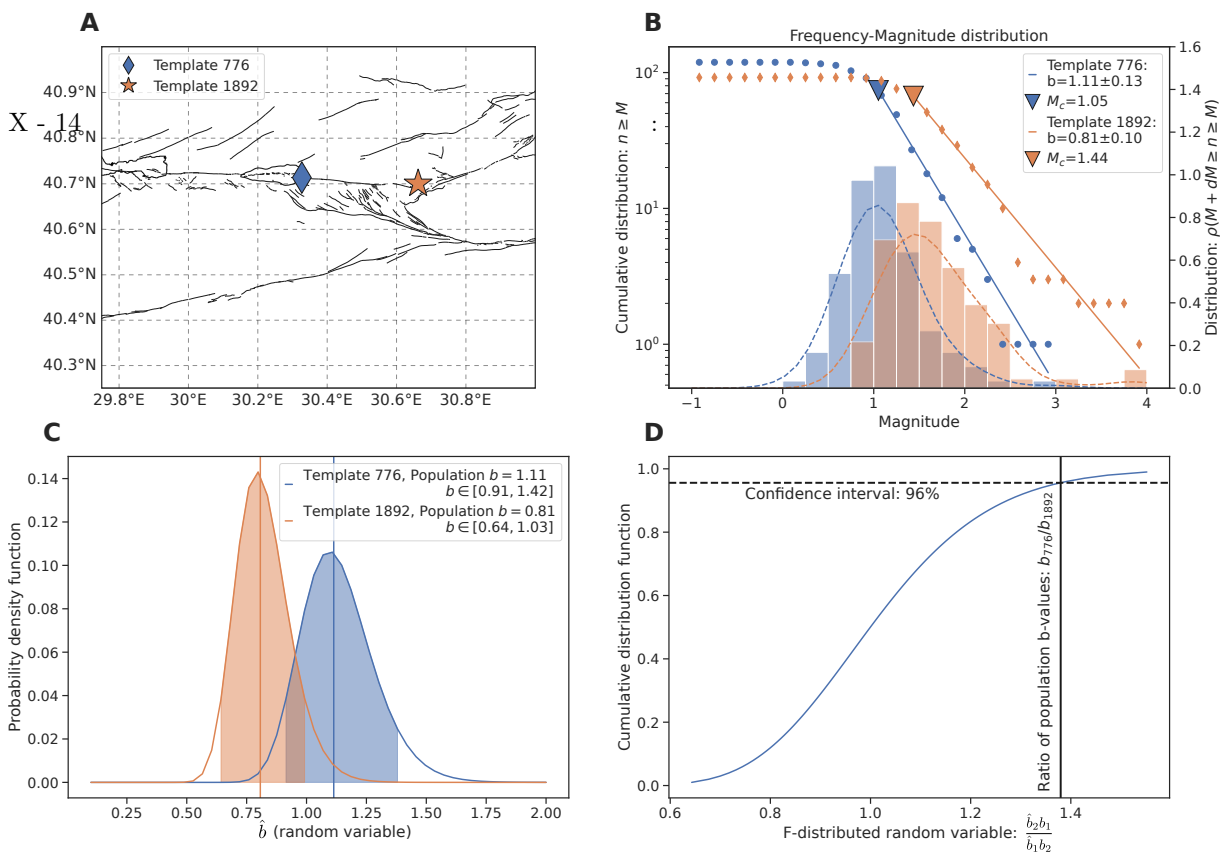 A
Template 776
Template 1892
X - 14
40.9°N
40.8°N
40.7°N
40.6°N
40.5°N
40.4°N
40.3°N
29.8°E
30°E
30.2°E
30.4°E
30.6°E
30.8°E
B
Frequency-Magnitude distribution
Template 776:
b=1.11±0.13
M_c=1.05
Template 1892:
b=0.81±0.10
M_c=1.44
Cumulative distribution: n ≥ M
10²
10¹
10⁰
Distribution: ρ(M + dM ≥ n ≥ M)
1.6
1.4
1.2
1.0
0.8
0.6
0.4
0.2
0.0
−1
0
1
2
3
4
Magnitude
C
Template 776, Population b = 1.11
b ∈ [0.91, 1.42]
Template 1892, Population b = 0.81
b ∈ [0.64, 1.03]
Probability density function
0.14
0.12
0.10
0.08
0.06
0.04
0.02
0.00
0.25
0.50
0.75
1.00
1.25
1.50
1.75
2.00
b̂ (random variable)
D
Confidence interval: 96%
Ratio of population b-values: b_776/b_1892
Cumulative distribution function
1.0
0.8
0.6
0.4
0.2
0.0
0.6
0.8
1.0
1.2
1.4
F-distributed random variable: b̂₂b₁ / b̂₁b₂